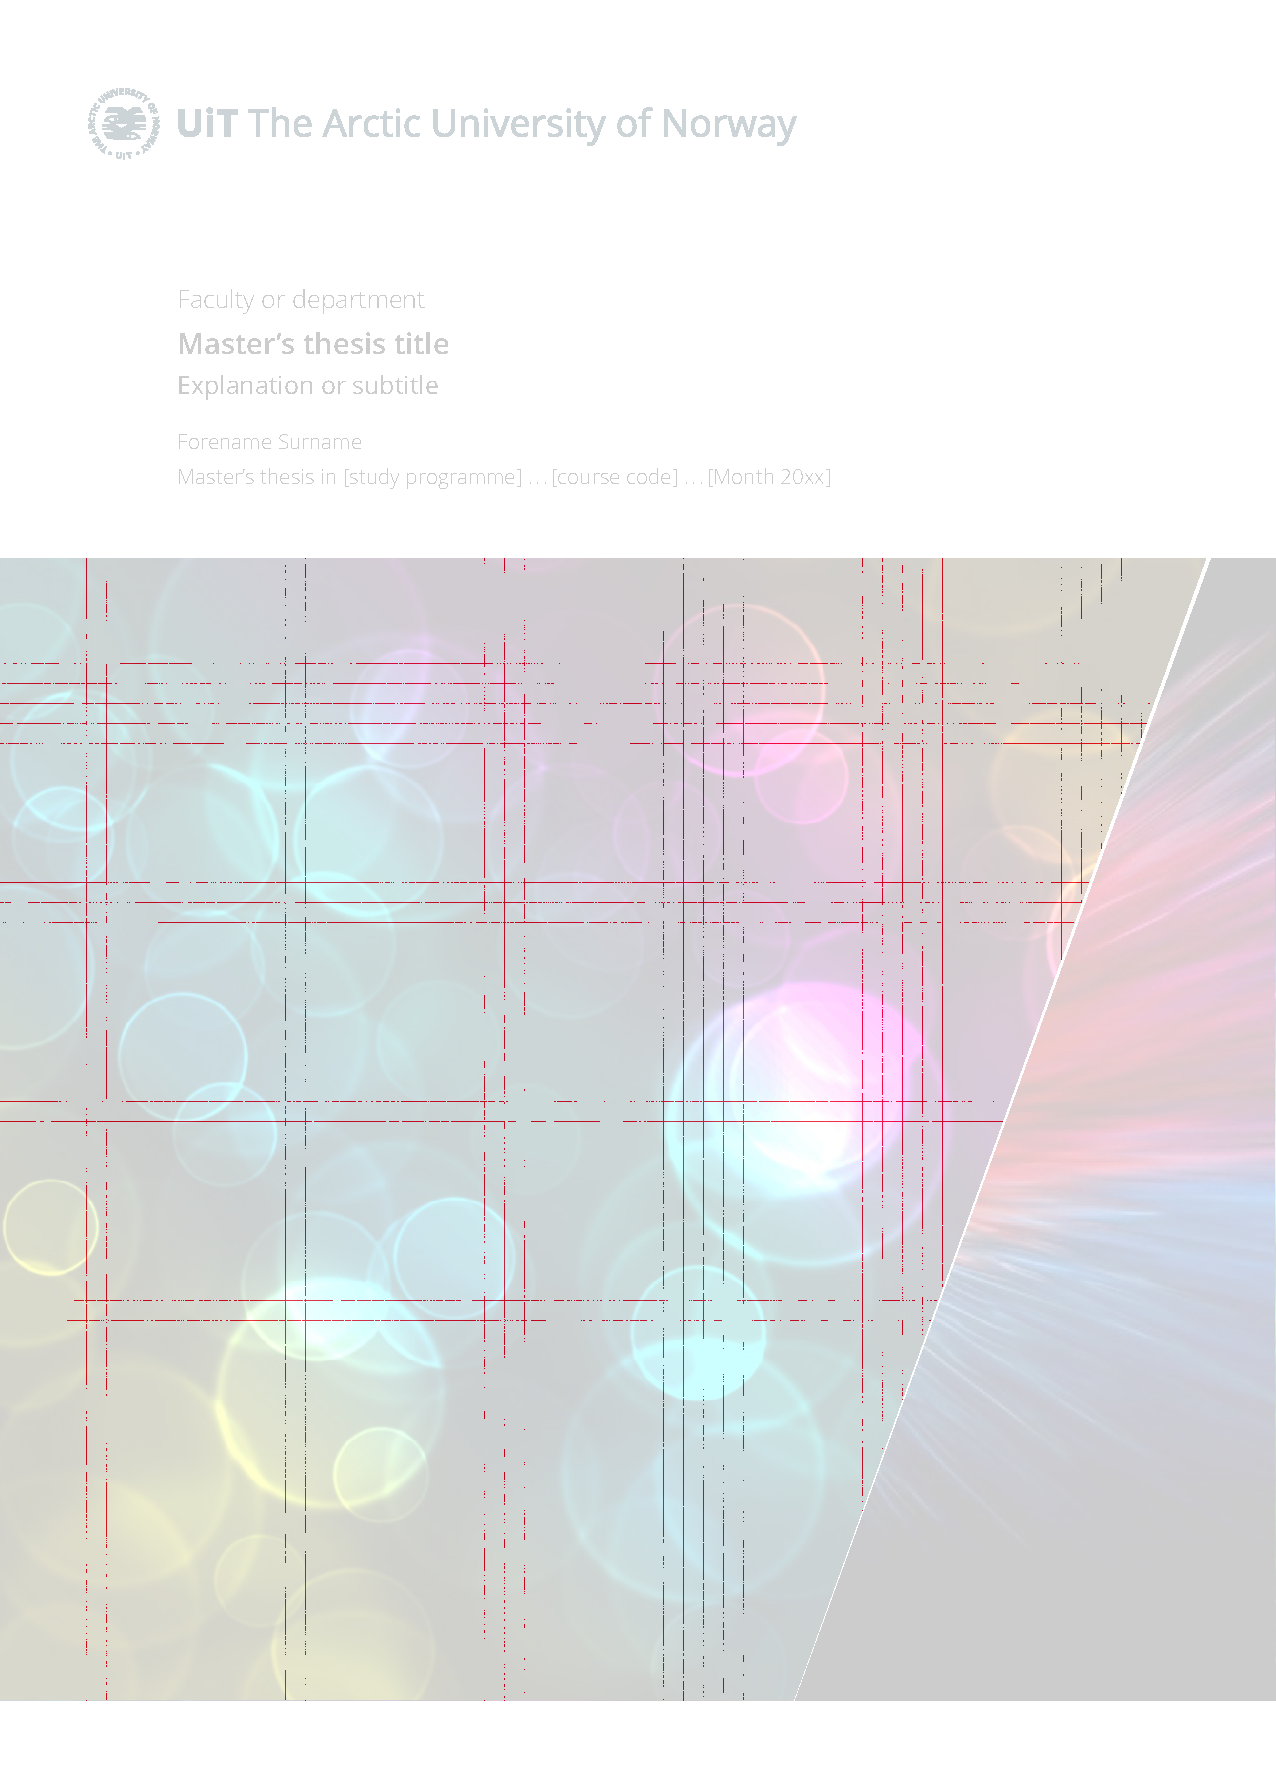 THE ARCTIC UNIVERSITY OF NORWAY • UiT •
UiT The Arctic University of Norway
Faculty or department
Master’s thesis title
Explanation or subtitle
Forename Surname
Master’s thesis in [study programme] … [course code] … [Month 20xx]